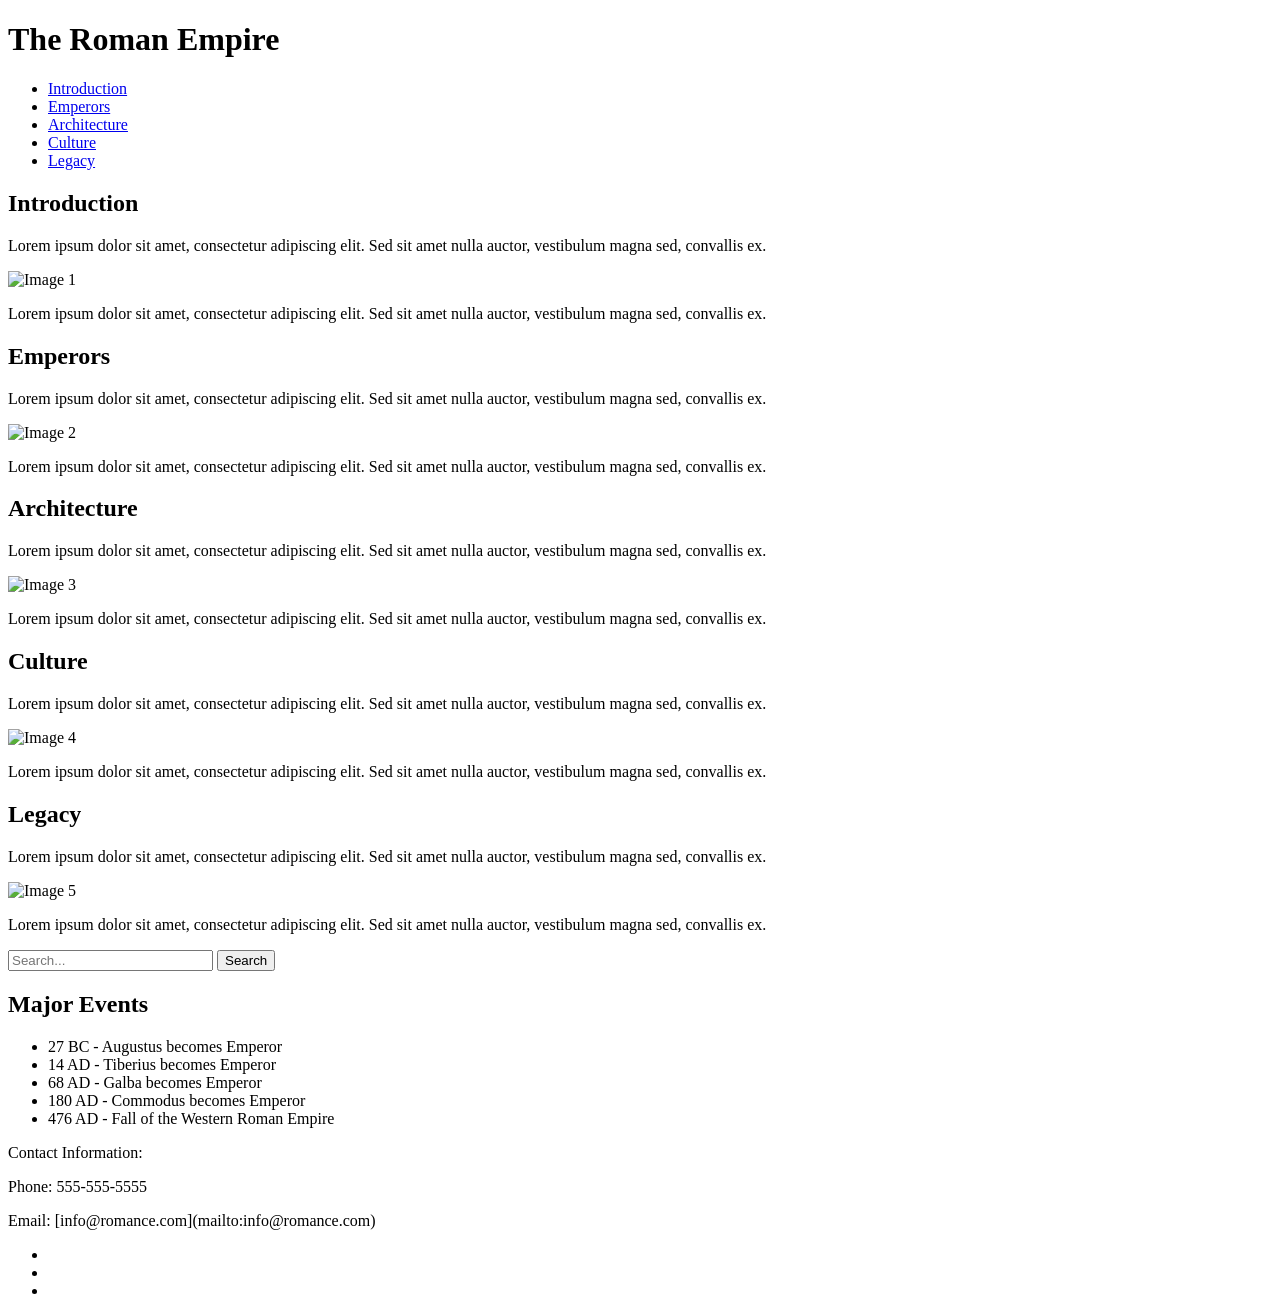 The Roman Empire
Introduction
Emperors
Architecture
Culture
Legacy
Introduction
Lorem ipsum dolor sit amet, consectetur adipiscing elit. Sed sit amet nulla auctor, vestibulum magna sed, convallis ex.
Image 1
Lorem ipsum dolor sit amet, consectetur adipiscing elit. Sed sit amet nulla auctor, vestibulum magna sed, convallis ex.
Emperors
Lorem ipsum dolor sit amet, consectetur adipiscing elit. Sed sit amet nulla auctor, vestibulum magna sed, convallis ex.
Image 2
Lorem ipsum dolor sit amet, consectetur adipiscing elit. Sed sit amet nulla auctor, vestibulum magna sed, convallis ex.
Architecture
Lorem ipsum dolor sit amet, consectetur adipiscing elit. Sed sit amet nulla auctor, vestibulum magna sed, convallis ex.
Image 3
Lorem ipsum dolor sit amet, consectetur adipiscing elit. Sed sit amet nulla auctor, vestibulum magna sed, convallis ex.
Culture
Lorem ipsum dolor sit amet, consectetur adipiscing elit. Sed sit amet nulla auctor, vestibulum magna sed, convallis ex.
Image 4
Lorem ipsum dolor sit amet, consectetur adipiscing elit. Sed sit amet nulla auctor, vestibulum magna sed, convallis ex.
Legacy
Lorem ipsum dolor sit amet, consectetur adipiscing elit. Sed sit amet nulla auctor, vestibulum magna sed, convallis ex.
Image 5
Lorem ipsum dolor sit amet, consectetur adipiscing elit. Sed sit amet nulla auctor, vestibulum magna sed, convallis ex.
Search... Search
Major Events
27 BC - Augustus becomes Emperor
14 AD - Tiberius becomes Emperor
68 AD - Galba becomes Emperor
180 AD - Commodus becomes Emperor
476 AD - Fall of the Western Roman Empire
Contact Information:
Phone: 555-555-5555
Email: [info@romance.com](mailto:info@romance.com)